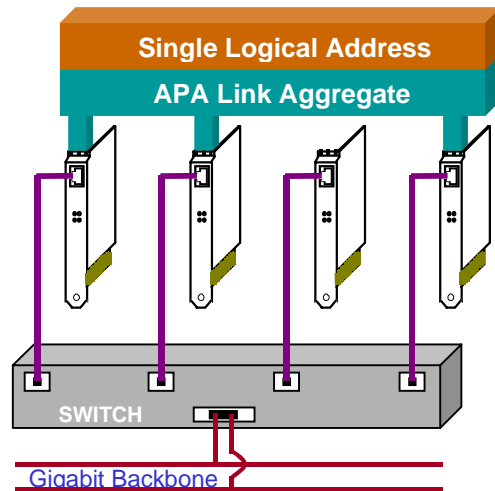 Single Logical Address
APA Link Aggregate
SWITCH
Gigabit Backbone